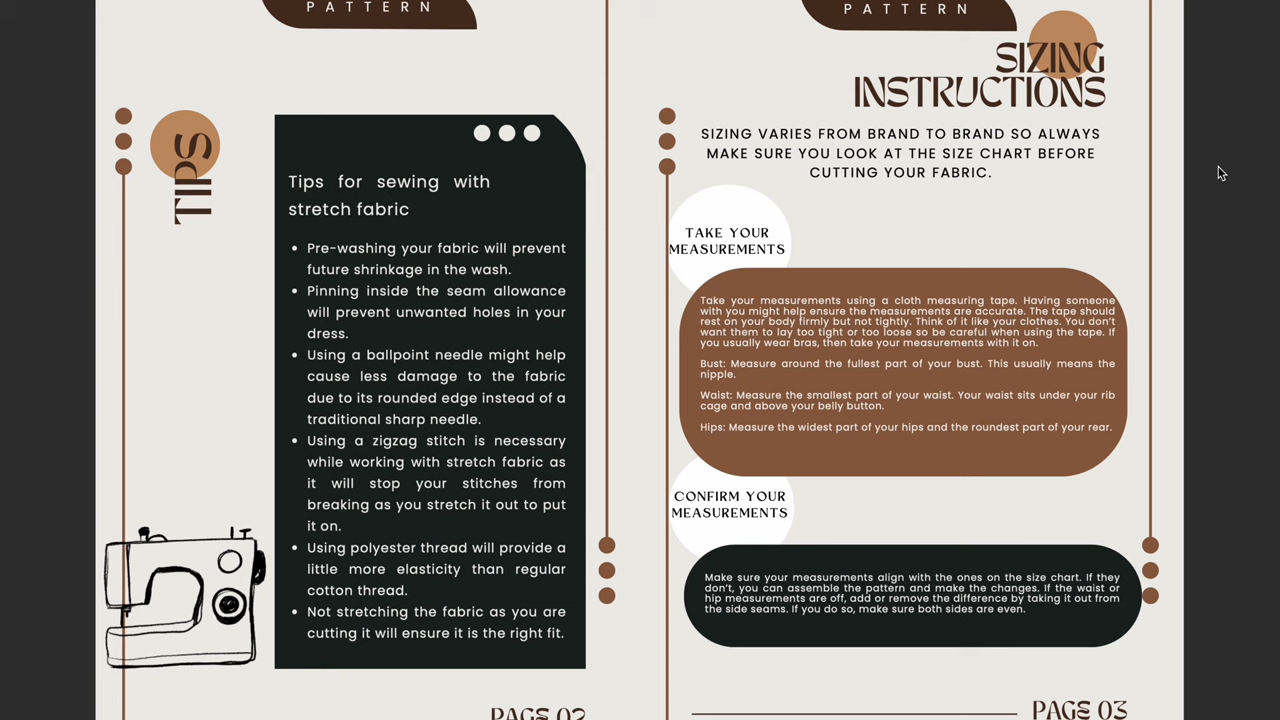 PATTERN
TIPS
Tips for sewing with
stretch fabric
• Pre-washing your fabric will prevent
future shrinkage in the wash.
• Pinning inside the seam allowance
will prevent unwanted holes in your
dress.
• Using a ballpoint needle might help
cause less damage to the fabric
due to its rounded edge instead of a
traditional sharp needle.
• Using a zigzag stitch is necessary
while working with stretch fabric as
it will stop your stitches from
breaking as you stretch it out to put
it on.
• Using polyester thread will provide a
little more elasticity than regular
cotton thread.
• Not stretching the fabric as you are
cutting it will ensure it is the right fit.
PAGE 02
PATTERN
SIZING
INSTRUCTIONS
SIZING VARIES FROM BRAND TO BRAND SO ALWAYS
MAKE SURE YOU LOOK AT THE SIZE CHART BEFORE
CUTTING YOUR FABRIC.
TAKE YOUR
MEASUREMENTS
Take your measurements using a cloth measuring tape. Having someone
with you might help ensure the measurements are accurate. The tape should
rest on your body firmly but not tightly. Think of it like your clothes. You don't
want them to lay too tight or too loose so be careful when using the tape. If
you usually wear bras, then take your measurements with it on.
Bust: Measure around the fullest part of your bust. This usually means the
nipple.
Waist: Measure the smallest part of your waist. Your waist sits under your rib
cage and above your belly button.
Hips: Measure the widest part of your hips and the roundest part of your rear.
CONFIRM YOUR
MEASUREMENTS
Make sure your measurements align with the ones on the size chart. If they
don't, you can assemble the pattern and make the changes. If the waist or
hip measurements are off, add or remove the difference by taking it out from
the side seams. If you do so, make sure both sides are even.
PAGE 03